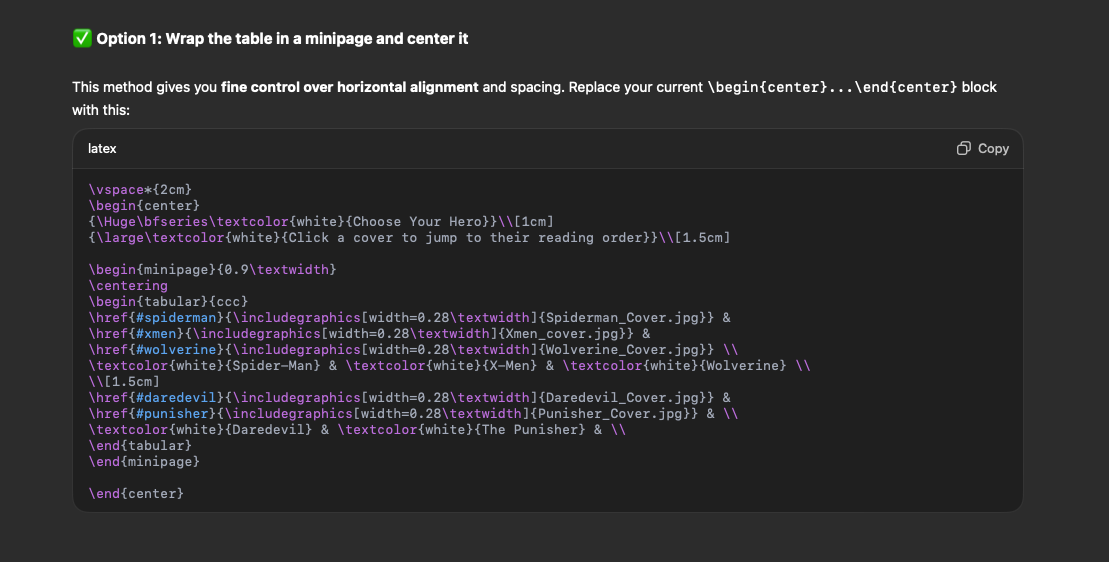 ✅ Option 1: Wrap the table in a minipage and center it
This method gives you fine control over horizontal alignment and spacing. Replace your current \begin{center}...\end{center} block
with this:
latex
Copy
\vspace*{2cm}
\begin{center}
{\Huge\bfseries\textcolor{white}{Choose Your Hero}}\\[1cm]
{\large\textcolor{white}{Click a cover to jump to their reading order}}\\[1.5cm]
\begin{minipage}{0.9\textwidth}
\centering
\begin{tabular}{ccc}
\href{#spiderman}{\includegraphics[width=0.28\textwidth]{Spiderman_Cover.jpg}} &
\href{#xmen}{\includegraphics[width=0.28\textwidth]{Xmen_cover.jpg}} &
\href{#wolverine}{\includegraphics[width=0.28\textwidth]{Wolverine_Cover.jpg}} \\
\textcolor{white}{Spider-Man} & \textcolor{white}{X-Men} & \textcolor{white}{Wolverine} \\
\\[1.5cm]
\href{#daredevil}{\includegraphics[width=0.28\textwidth]{Daredevil_Cover.jpg}} &
\href{#punisher}{\includegraphics[width=0.28\textwidth]{Punisher_Cover.jpg}} & \\
\textcolor{white}{Daredevil} & \textcolor{white}{The Punisher} & \\
\end{tabular}
\end{minipage}
\end{center}